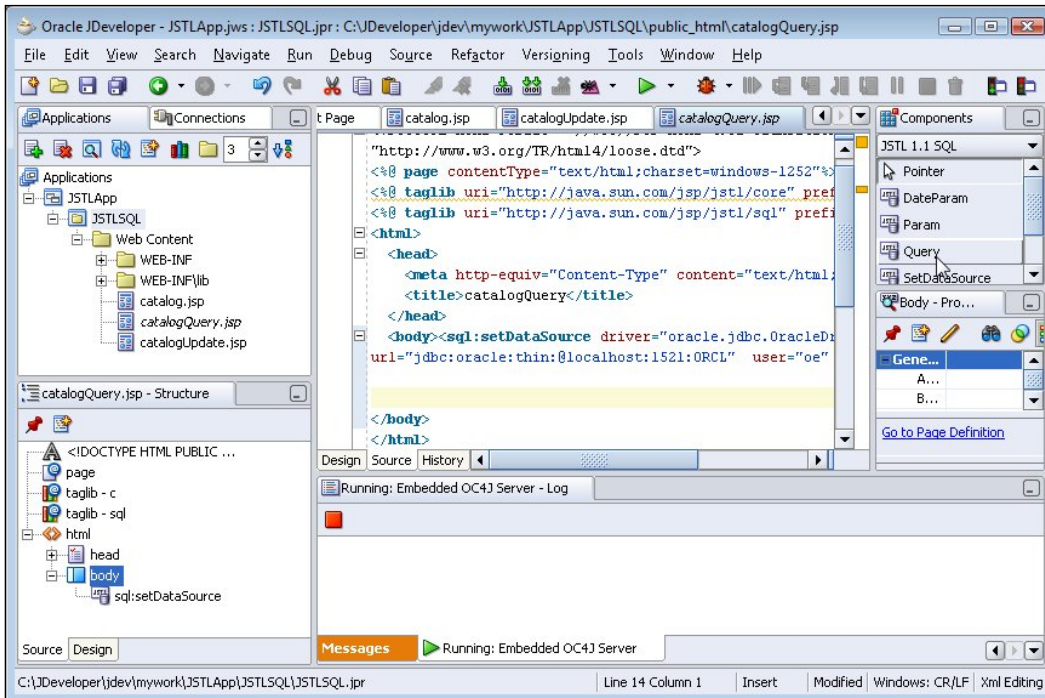 Oracle JDeveloper - JSTLApp.jws : JSTLSQL.jpr : C:\JDeveloper\jdev\mywork\JSTLApp\JSTLSQL\public_html\catalogQuery.jsp
File Edit View Search Navigate Run Debug Source Refactor Versioning Tools Window Help
Applications
Connections
3
Applications
JSTLApp
JSTLSQL
Web Content
WEB-INF
WEB-INF\lib
catalog.jsp
catalogQuery.jsp
catalogUpdate.jsp
catalogQuery.jsp - Structure
<!DOCTYPE HTML PUBLIC ...
page
taglib - c
taglib - sql
html
head
body
sql:setDataSource
Source Design
t Page catalog.jsp catalogUpdate.jsp catalogQuery.jsp
"http://www.w3.org/TR/html4/loose.dtd">
<%@ page contentType="text/html;charset=windows-1252"%>
<%@ taglib uri="http://java.sun.com/jsp/jstl/core" pref
<%@ taglib uri="http://java.sun.com/jsp/jstl/sql" prefi
<html>
<head>
<meta http-equiv="Content-Type" content="text/html;
<title>catalogQuery</title>
</head>
<body><sql:setDataSource driver="oracle.jdbc.OracleDr
url="jdbc:oracle:thin:@localhost:1521:ORCL" user="oe"
</body>
</html>
Design Source History
Components
JSTL 1.1 SQL
Pointer
DateParam
Param
Query
SetDataSource
Body - Pro...
Gene...
A...
B...
Go to Page Definition
Running: Embedded OC4J Server - Log
Messages Running: Embedded OC4J Server
C:\JDeveloper\jdev\mywork\JSTLApp\JSTLSQL\JSTLSQL.jpr Line 14 Column 1 Insert Modified Windows: CR/LF Xml Editing